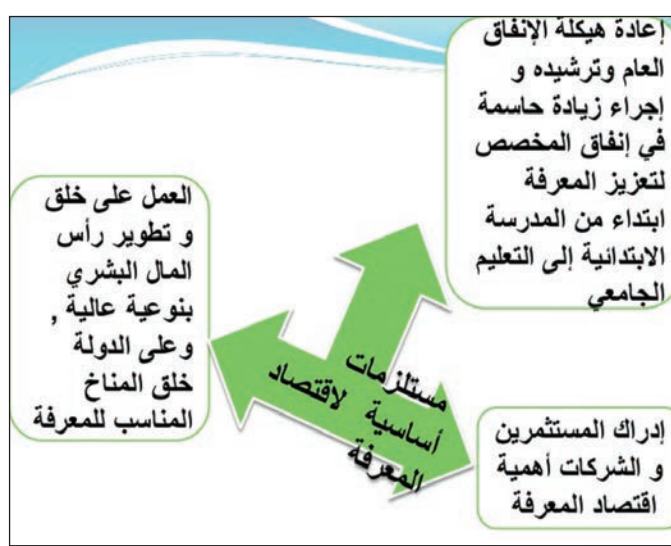 إعادة هيكلة الإنفاق
العام وترشيده و
إجراء زيادة حاسمة
في إنفاق المخصص
لتعزيز المعرفة
ابتداء من المدرسة
الابتدائية إلى التعليم
الجامعي
العمل على خلق
و تطوير رأس
المال البشري
بنوعية عالية ,
وعلى الدولة
خلق المناخ
المناسب للمعرفة
مستلزمات
أساسية لاقتصاد
المعرفة
إدراك المستثمرين
و الشركات أهمية
اقتصاد المعرفة